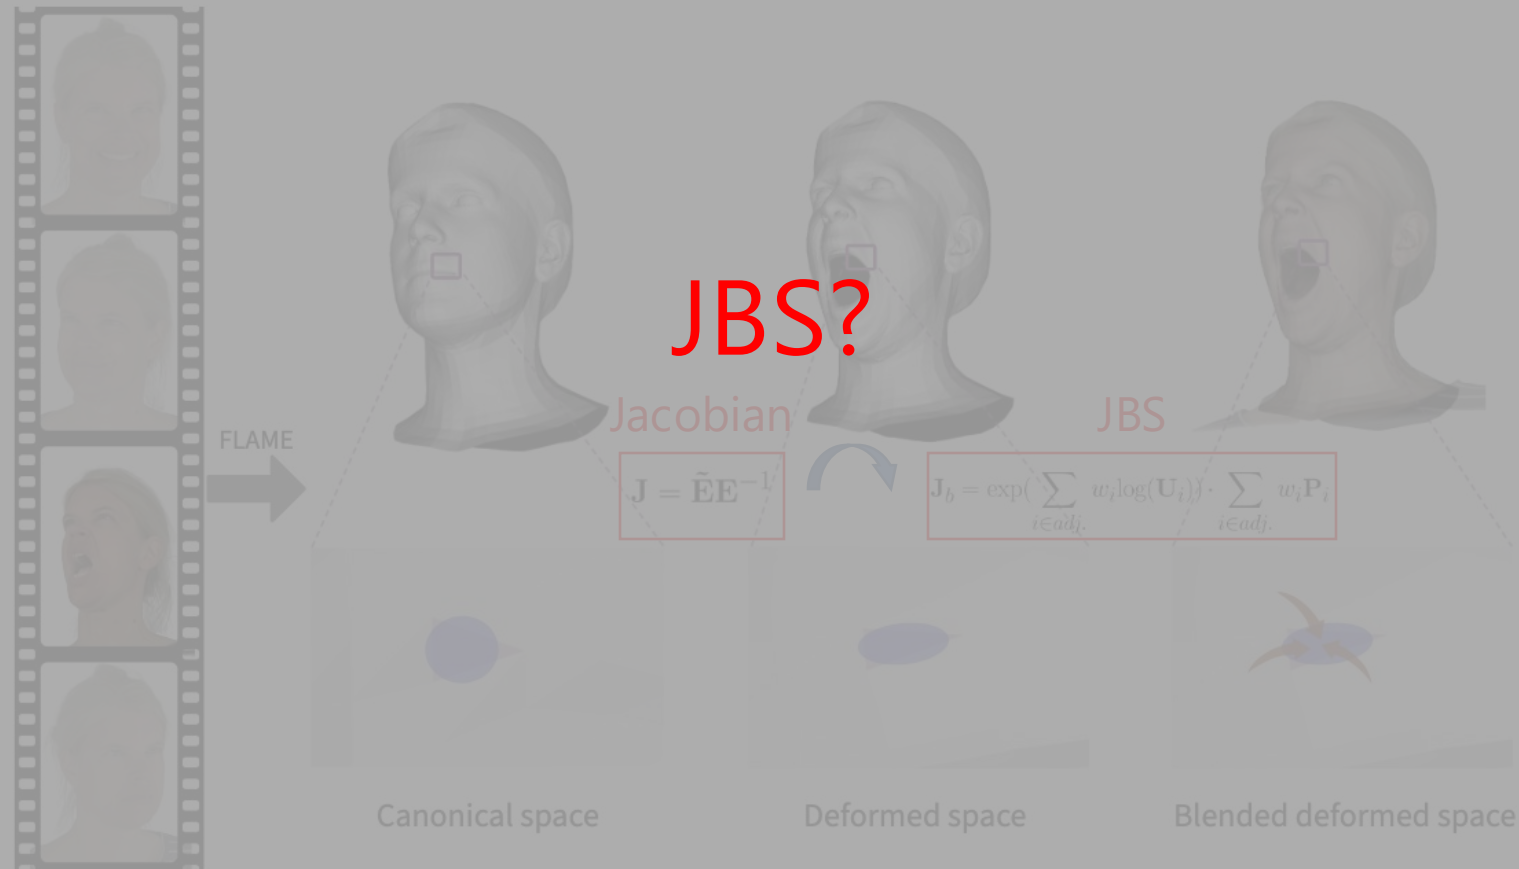 JBS?
Jacobian
JBS
FLAME
J = ẼE⁻¹
J_b = exp(∑_{i∈adj.} w_i log(U_i)) · ∑_{i∈adj.} w_i P_i
Canonical space
Deformed space
Blended deformed space